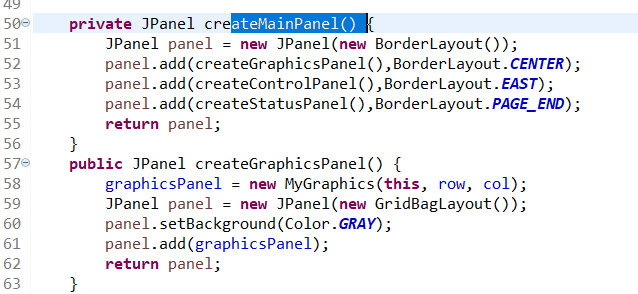 49
50 private JPanel createMainPanel() {
51 JPanel panel = new JPanel(new BorderLayout());
52 panel.add(createGraphicsPanel(),BorderLayout.CENTER);
53 panel.add(createControlPanel(),BorderLayout.EAST);
54 panel.add(createStatusPanel(),BorderLayout.PAGE_END);
55 return panel;
56 }
57 public JPanel createGraphicsPanel() {
58 graphicsPanel = new MyGraphics(this, row, col);
59 JPanel panel = new JPanel(new GridBagLayout());
60 panel.setBackground(Color.GRAY);
61 panel.add(graphicsPanel);
62 return panel;
63 }